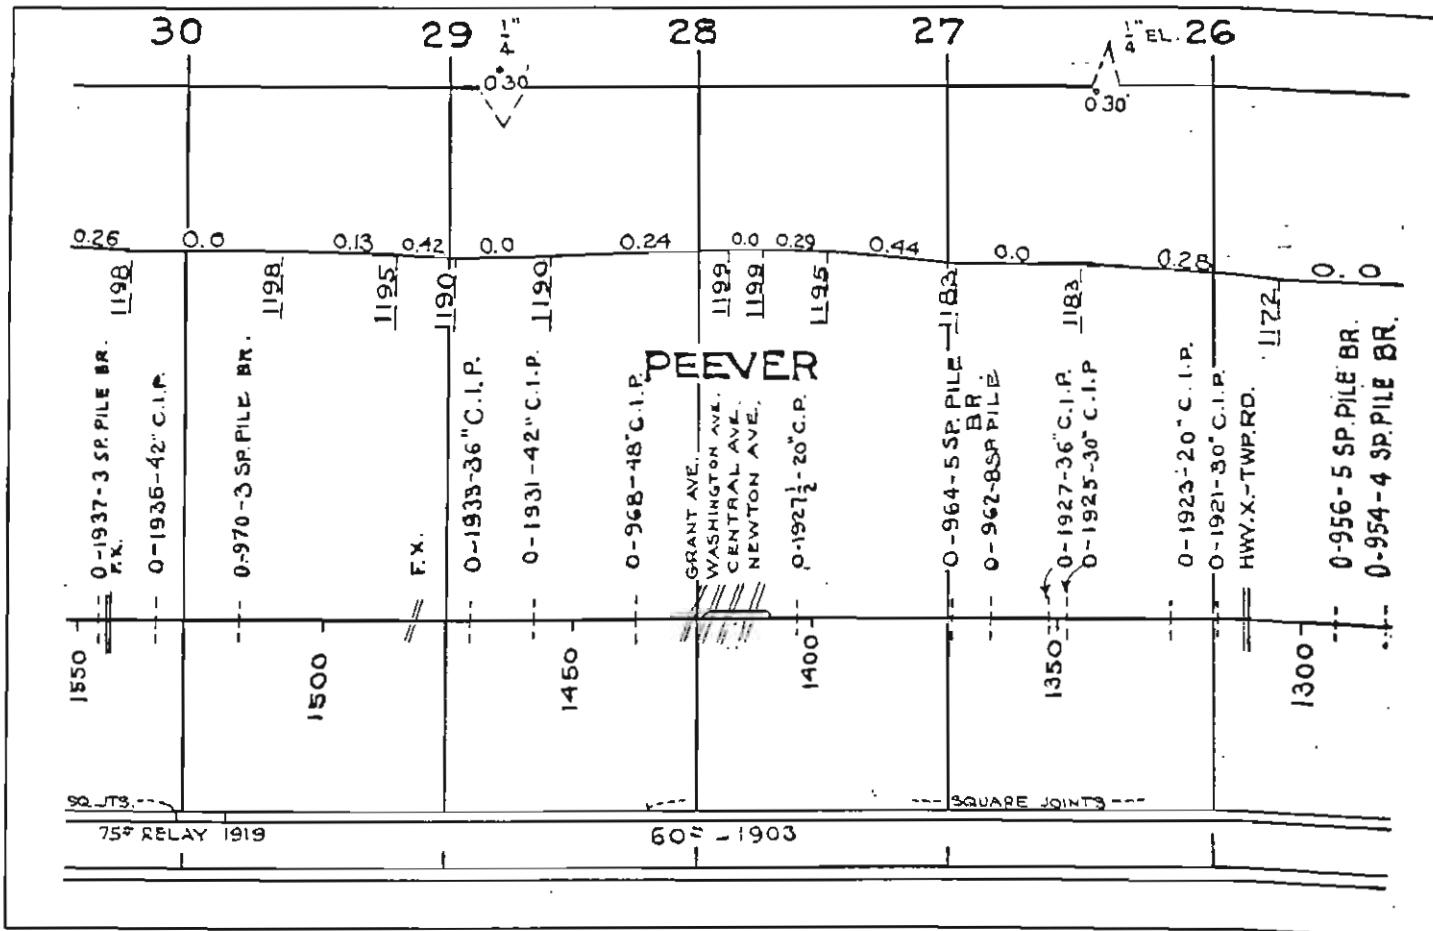 30 29 28 27 26
1/4" 1/4" EL.
0°30' 0°30'
0.26 0.0 0.13 0.42 0.0 0.24 0.0 0.29 0.44 0.0 0.28 0.0
1198 1198 1195 1190 1190 1199 1199 1195 1183 1183 1172
PEEVER
0-1937-3 SP. PILE BR.
F.X.
0-1935-42" C.I.P.
0-970-3 SP. PILE BR.
F.X.
0-1933-36" C.I.P.
0-1931-42" C.I.P.
0-968-48" C.I.P.
GRANT AVE.
WASHINGTON AVE.
CENTRAL AVE.
NEWTON AVE.
0-1927 1/2-20" C.P.
0-964-5 SP. PILE BR.
0-962-8 SP PILE
0-1927-36" C.I.P.
0-1925-30" C.I.P
0-1923-20" C.I.P.
0-1921-30" C.I.P.
HWY.X.-TWP.RD.
0-956-5 SP. PILE BR.
0-954-4 SP. PILE BR.
1550 1500 1450 1400 1350 1300
SQ JTS. SQUARE JOINTS
75# RELAY 1919 60# -1903